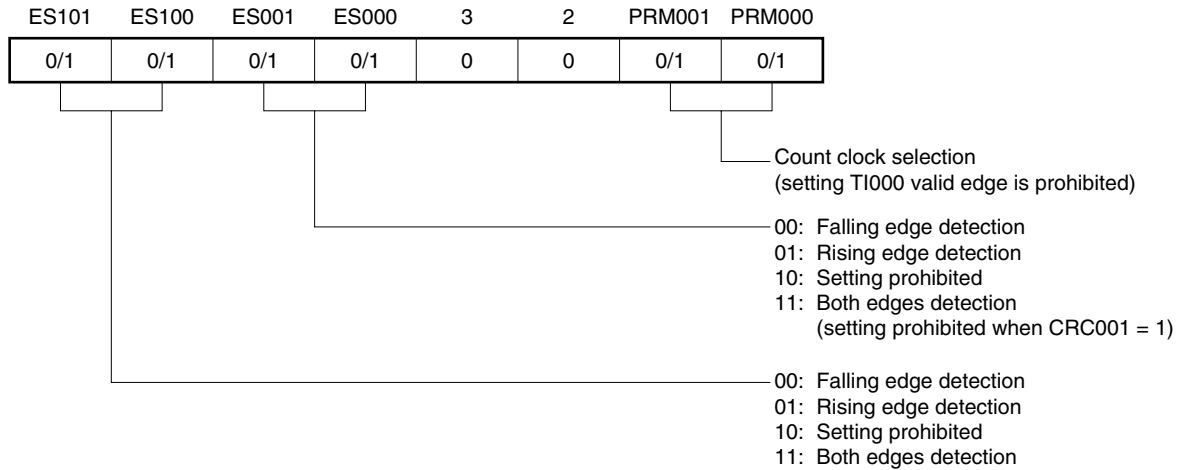 ES101 ES100 ES001 ES000 3 2 PRM001 PRM000
0/1 0/1 0/1 0/1 0 0 0/1 0/1
Count clock selection
(setting TI000 valid edge is prohibited)
00: Falling edge detection
01: Rising edge detection
10: Setting prohibited
11: Both edges detection
(setting prohibited when CRC001 = 1)
00: Falling edge detection
01: Rising edge detection
10: Setting prohibited
11: Both edges detection